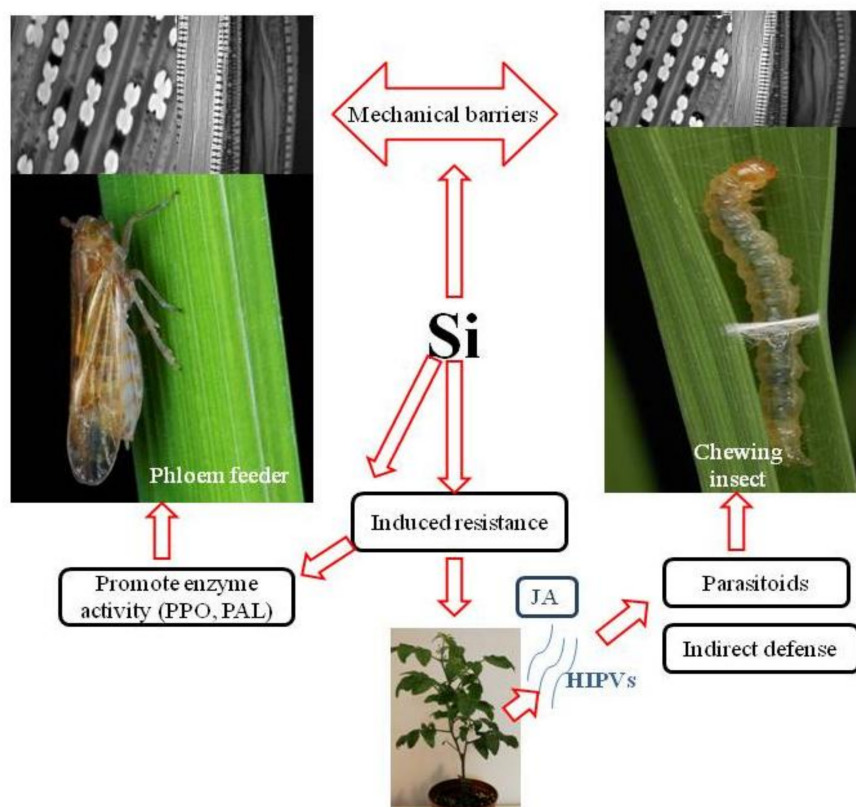 Mechanical barriers
Si
Phloem feeder
Chewing
insect
Induced resistance
Promote enzyme
activity (PPO, PAL)
JA
HIPVs
Parasitoids
Indirect defense